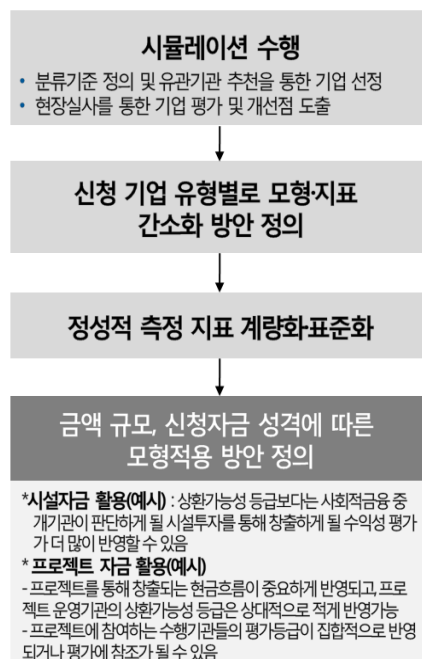 시뮬레이션 수행
• 분류기준 정의 및 유관기관 추천을 통한 기업 선정
• 현장실사를 통한 기업 평가 및 개선점 도출
신청 기업 유형별로 모형·지표
간소화 방안 정의
정성적 측정 지표 계량화·표준화
금액 규모, 신청자금 성격에 따른
모형적용 방안 정의
*시설자금 활용(예시) : 상환가능성 등급보다는 사회적금융 중
개기관이 판단하게 될 시설투자를 통해 창출하게 될 수익성 평가
가 더 많이 반영할 수 있음
* 프로젝트 자금 활용(예시)
- 프로젝트를 통해 창출되는 현금흐름이 중요하게 반영되고, 프로
젝트 운영기관의 상환가능성 등급은 상대적으로 적게 반영가능
- 프로젝트에 참여하는 수행기관들의 평가등급이 집합적으로 반영
되거나 평가에 참조가 될 수 있음